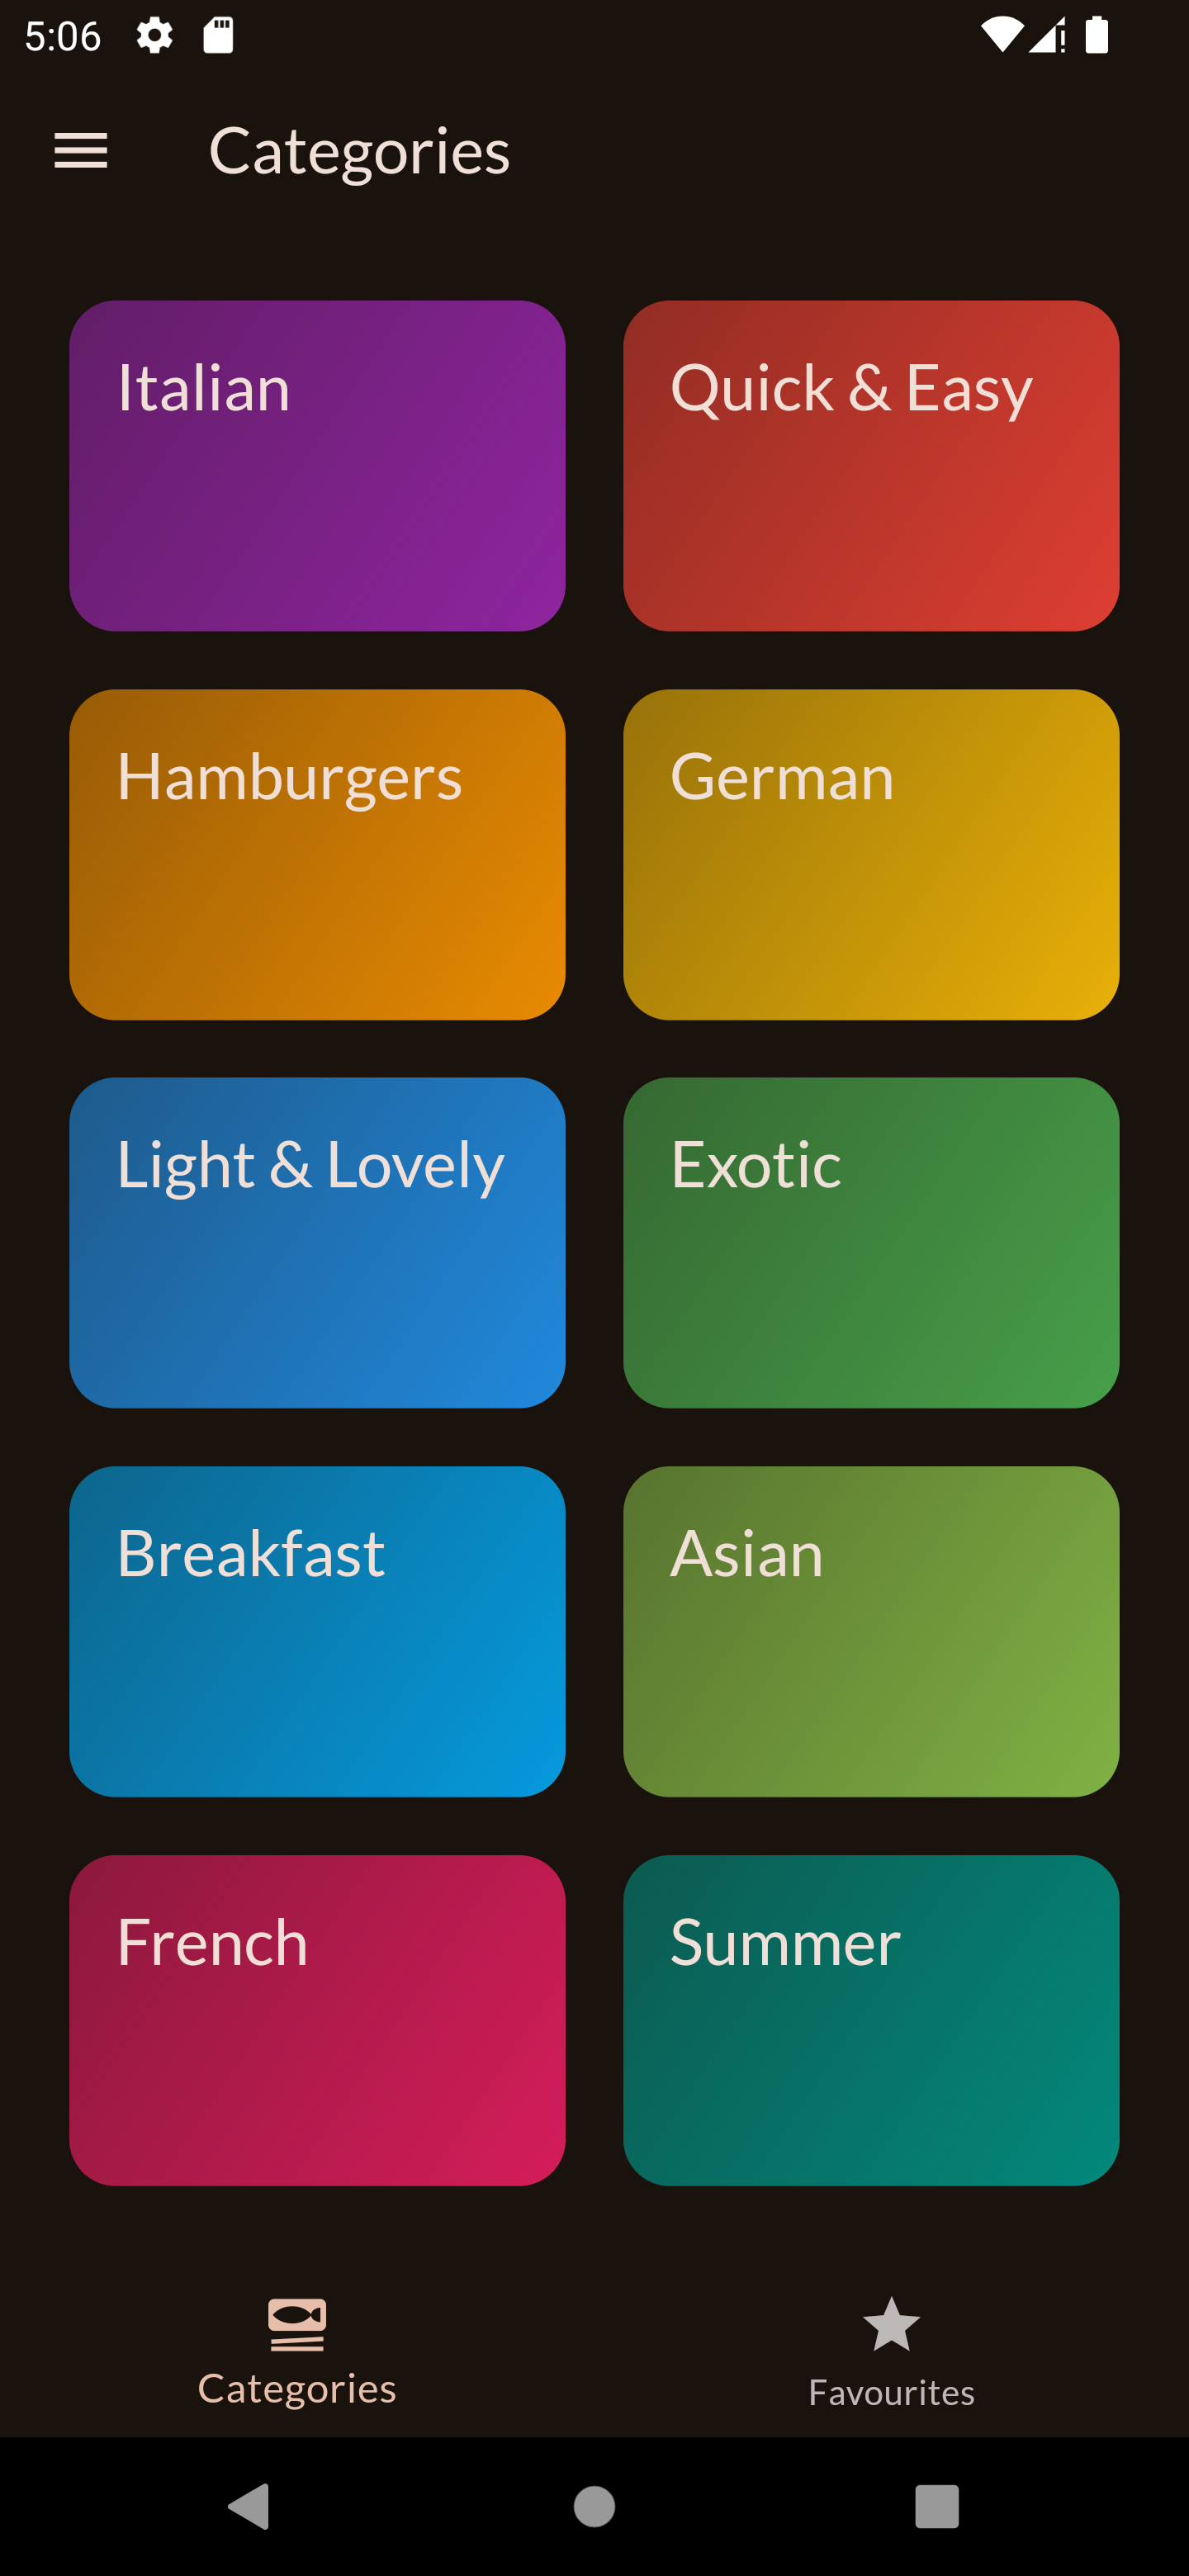 5:06
Categories
Italian
Quick & Easy
Hamburgers
German
Light & Lovely
Exotic
Breakfast
Asian
French
Summer
Categories
Favourites